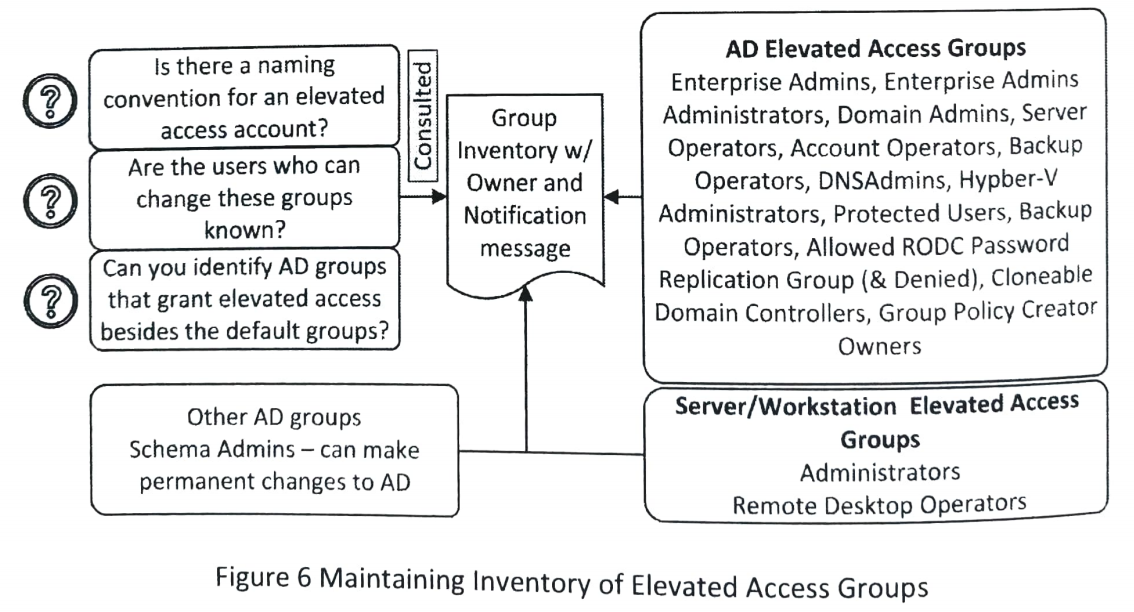 ?
Is there a naming
convention for an elevated
access account?
?
Are the users who can
change these groups
known?
?
Can you identify AD groups
that grant elevated access
besides the default groups?
Consulted
Group
Inventory w/
Owner and
Notification
message
AD Elevated Access Groups
Enterprise Admins, Enterprise Admins
Administrators, Domain Admins, Server
Operators, Account Operators, Backup
Operators, DNSAdmins, Hypber-V
Administrators, Protected Users, Backup
Operators, Allowed RODC Password
Replication Group (& Denied), Cloneable
Domain Controllers, Group Policy Creator
Owners
Other AD groups
Schema Admins – can make
permanent changes to AD
Server/Workstation Elevated Access
Groups
Administrators
Remote Desktop Operators
Figure 6 Maintaining Inventory of Elevated Access Groups